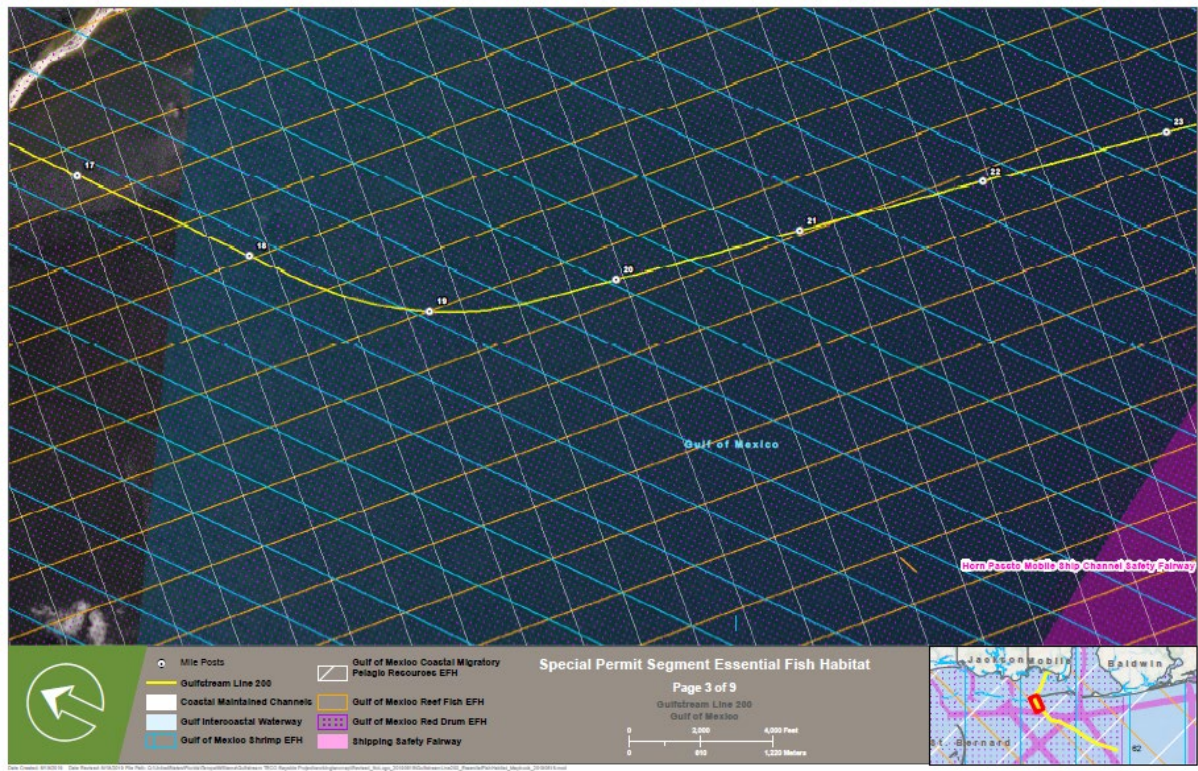 17
18
19
20
21
22
23
Gulf of Mexico
Horn Passto Mobile Ship Channel Safety Fairway
Mile Posts
Gulfstream Line 200
Coastal Maintained Channels
Gulf Intercoastal Waterway
Gulf of Mexico Shrimp EFH
Gulf of Mexico Coastal Migratory
Pelagic Resources EFH
Gulf of Mexico Reef Fish EFH
Gulf of Mexico Red Drum EFH
Shipping Safety Fairway
Special Permit Segment Essential Fish Habitat
Page 3 of 9
Gulfstream Line 200
Gulf of Mexico
0 2,000 4,000 Feet
0 610 1,220 Meters
Jackson Mobile Baldwin
St. Bernard
62